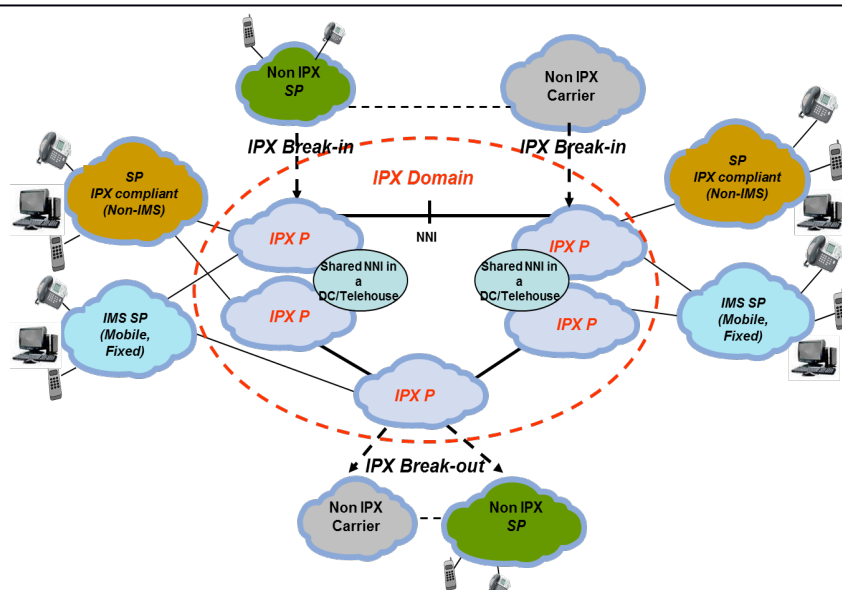 Non IPX
SP
Non IPX
Carrier
IPX Break-in
IPX Break-in
SP
IPX compliant
(Non-IMS)
IPX Domain
SP
IPX compliant
(Non-IMS)
IPX P
NNI
IPX P
Shared NNI in
a
DC/Telehouse
Shared NNI in
a
DC/Telehouse
IMS SP
(Mobile,
Fixed)
IPX P
IPX P
IMS SP
(Mobile,
Fixed)
IPX P
IPX Break-out
Non IPX
Carrier
Non IPX
SP